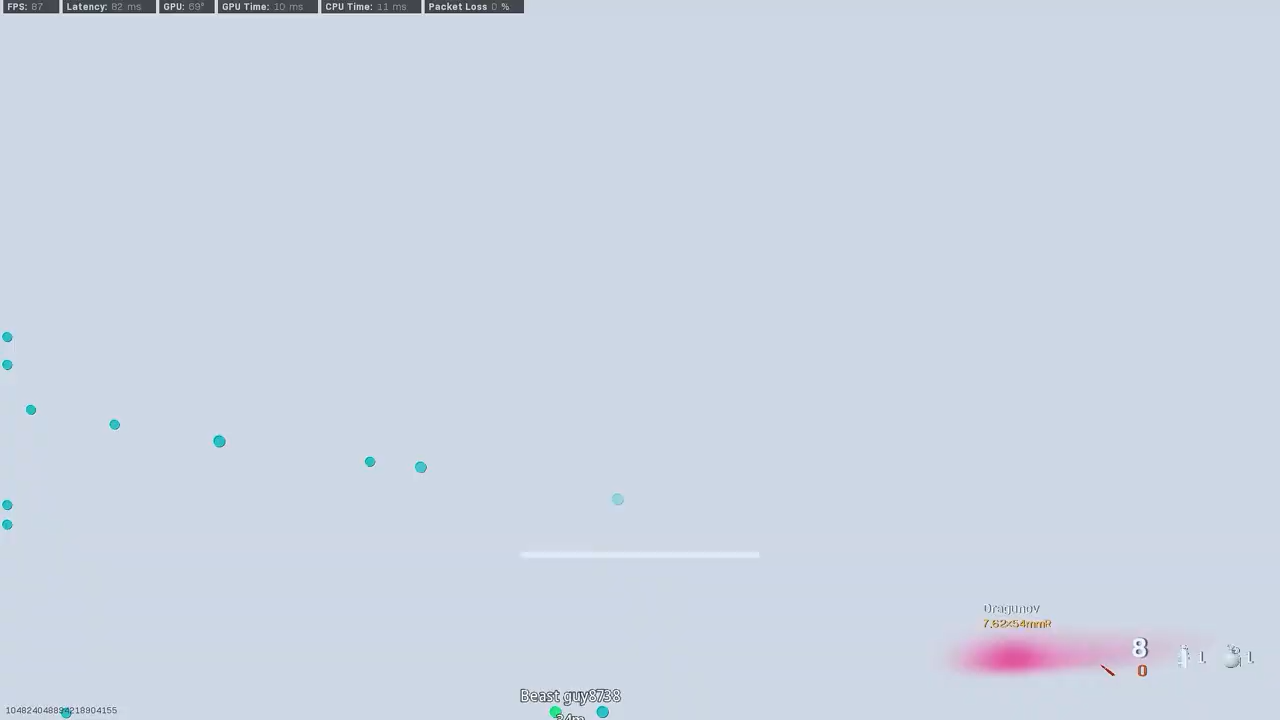 FPS: 87 Latency: 82 ms GPU: 69° GPU Time: 10 ms CPU Time: 11 ms Packet Loss 0 %
Dragunov
7.62x54mmR
8
0
L
L
Beast guy8738
34m